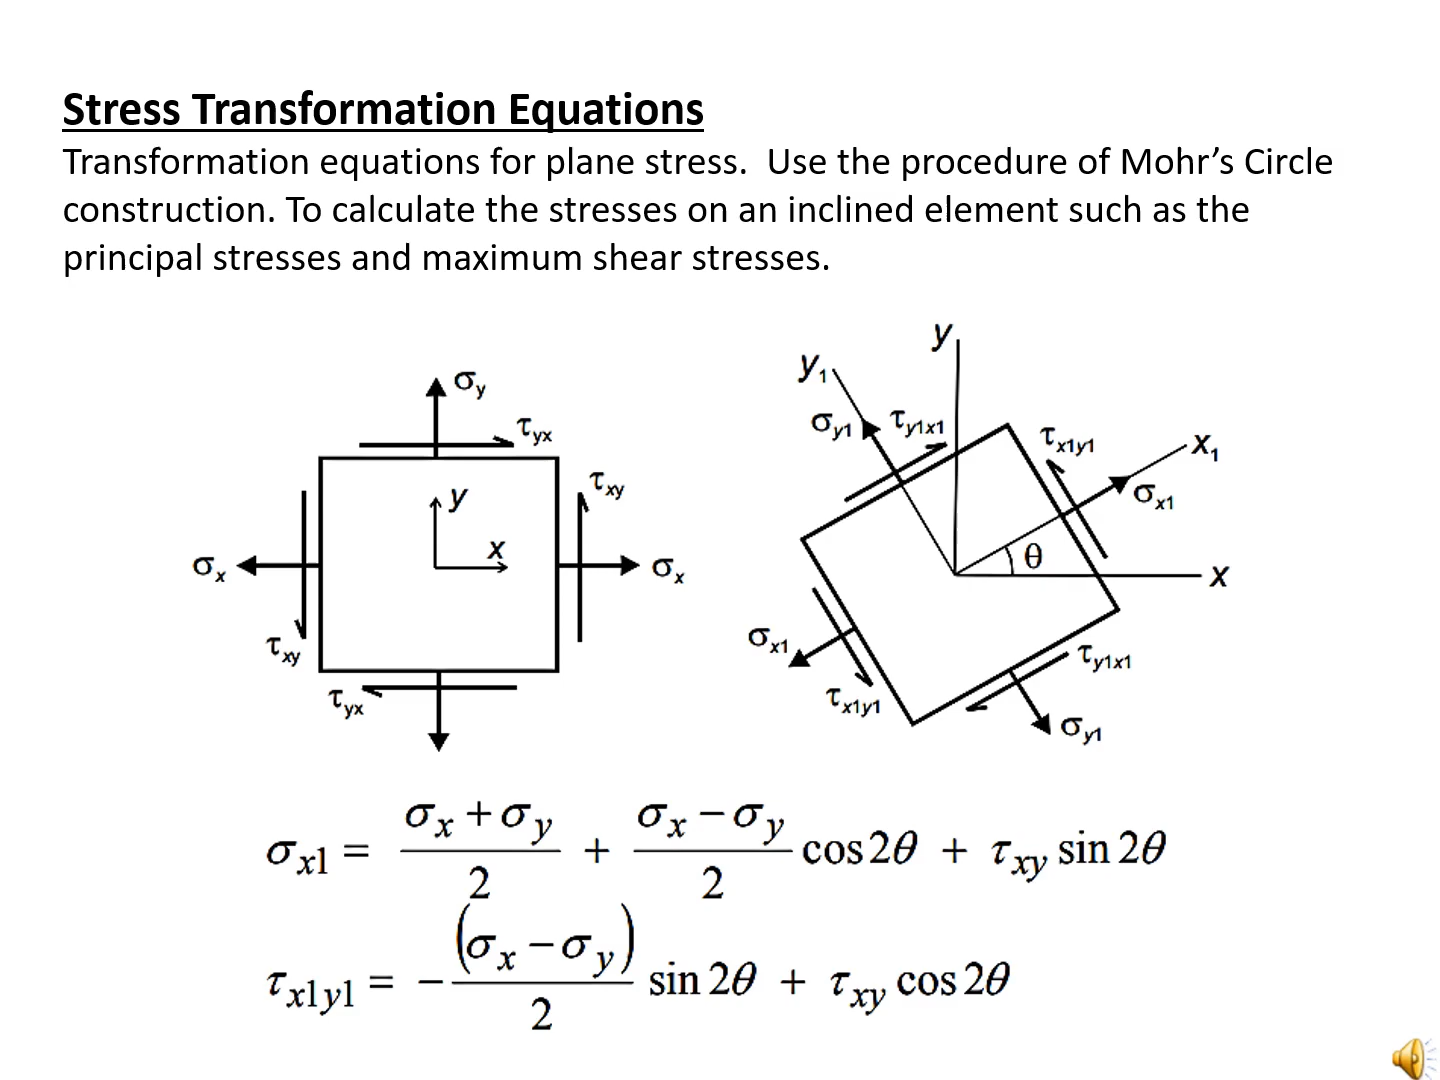 Stress Transformation Equations
Transformation equations for plane stress.  Use the procedure of Mohr’s Circle
construction. To calculate the stresses on an inclined element such as the
principal stresses and maximum shear stresses.
σy
τyx
τxy
y
x
σx
σx
τxy
τyx
y
y1
σy1
τy1x1
τx1y1
x1
σx1
θ
x
σx1
τx1y1
τy1x1
σy1
σx1 = (σx + σy)/2 + (σx − σy)/2 cos2θ + τxy sin 2θ
τx1y1 = − (σx − σy)/2 sin 2θ + τxy cos 2θ